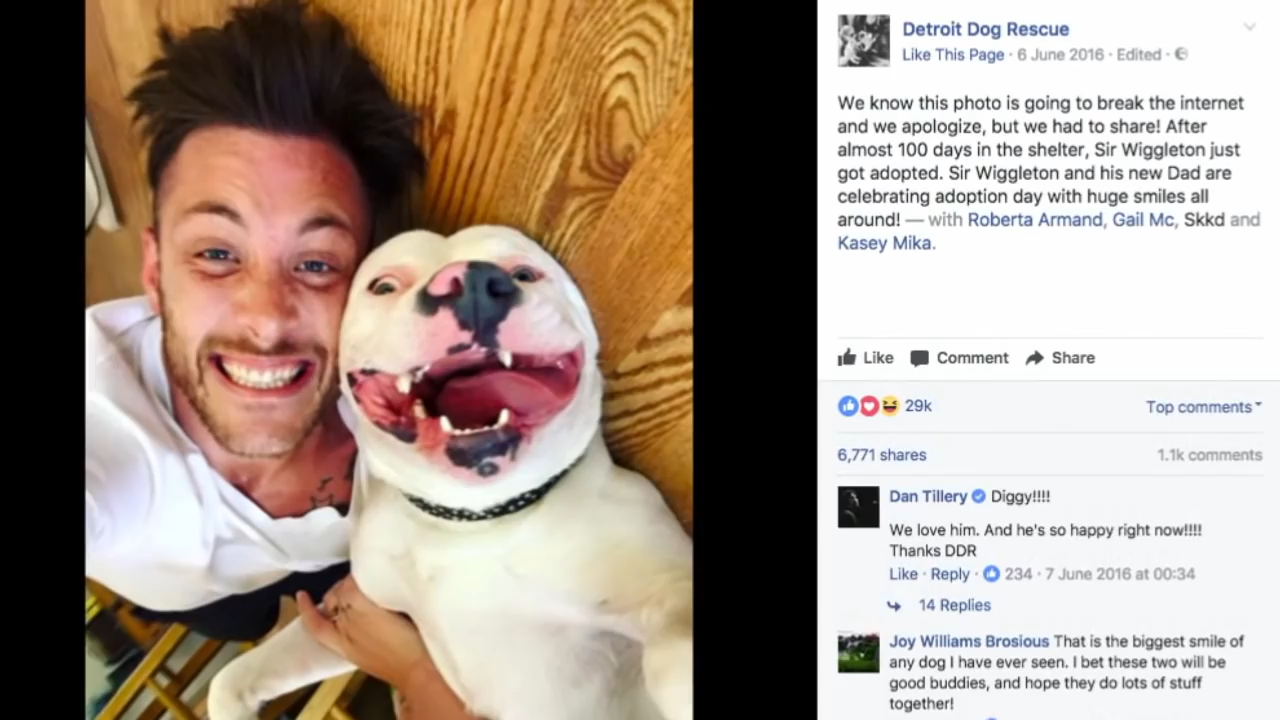 Detroit Dog Rescue
Like This Page · 6 June 2016 · Edited ·
We know this photo is going to break the internet
and we apologize, but we had to share! After
almost 100 days in the shelter, Sir Wiggleton just
got adopted. Sir Wiggleton and his new Dad are
celebrating adoption day with huge smiles all
around! — with Roberta Armand, Gail Mc, Skkd and
Kasey Mika.
Like Comment Share
29k Top comments
6,771 shares 1.1k comments
Dan Tillery Diggy!!!!
We love him. And he's so happy right now!!!!
Thanks DDR
Like · Reply · 234 · 7 June 2016 at 00:34
14 Replies
Joy Williams Brosious That is the biggest smile of
any dog I have ever seen. I bet these two will be
good buddies, and hope they do lots of stuff
together!